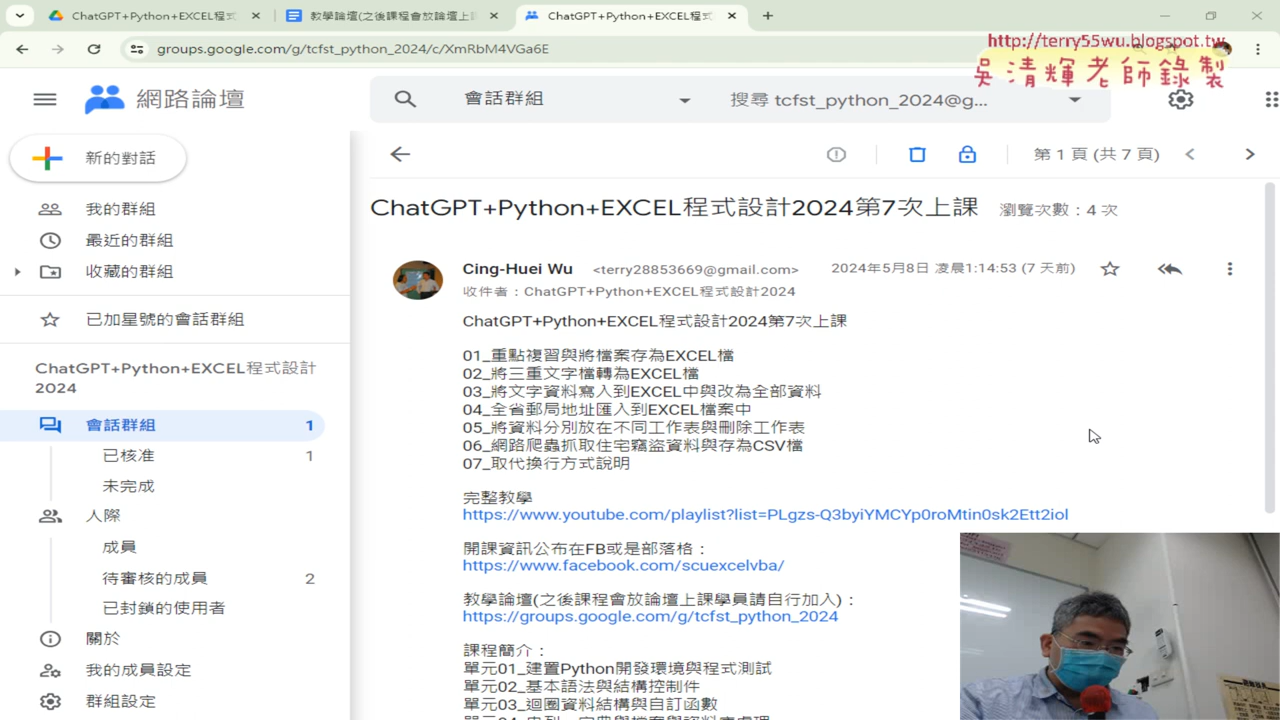 ChatGPT+Python+EXCEL程式
教學論壇(之後課程會放論壇上
ChatGPT+Python+EXCEL程式
groups.google.com/g/tcfst_python_2024/c/XmRbM4VGa6E
http://terry55wu.blogspot.tw
吳清輝老師錄製
網路論壇
會話群組
搜尋 tcfst_python_2024@g...
新的對話
第 1 頁 (共 7 頁)
我的群組
最近的群組
收藏的群組
已加星號的會話群組
ChatGPT+Python+EXCEL程式設計
2024
會話群組 1
已核准 1
未完成
人際
成員
待審核的成員 2
已封鎖的使用者
關於
我的成員設定
群組設定
ChatGPT+Python+EXCEL程式設計2024第7次上課
瀏覽次數：4 次
Cing-Huei Wu <terry28853669@gmail.com>
2024年5月8日 凌晨1:14:53 (7 天前)
收件者：ChatGPT+Python+EXCEL程式設計2024
ChatGPT+Python+EXCEL程式設計2024第7次上課
01_重點複習與將檔案存為EXCEL檔
02_將三重文字檔轉為EXCEL檔
03_將文字資料寫入到EXCEL中與改為全部資料
04_全省郵局地址匯入到EXCEL檔案中
05_將資料分別放在不同工作表與刪除工作表
06_網路爬蟲抓取住宅竊盜資料與存為CSV檔
07_取代換行方式說明
完整教學
https://www.youtube.com/playlist?list=PLgzs-Q3byiYMCYp0roMtin0sk2Ett2iol
開課資訊公布在FB或是部落格：
https://www.facebook.com/scuexcelvba/
教學論壇(之後課程會放論壇上課學員請自行加入)：
https://groups.google.com/g/tcfst_python_2024
課程簡介：
單元01_建置Python開發環境與程式測試
單元02_基本語法與結構控制件
單元03_迴圈資料結構與自訂函數